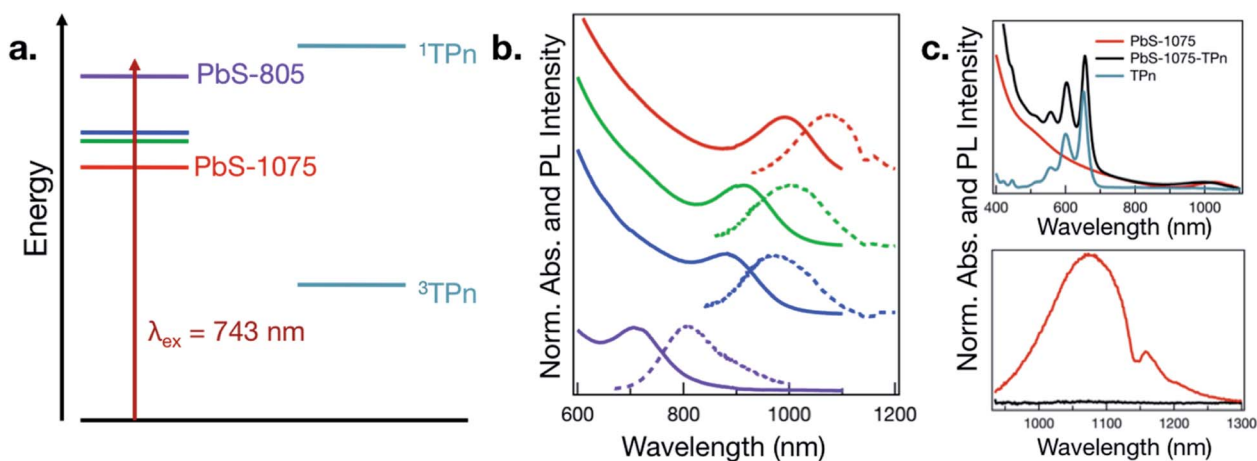 a.
Energy
PbS-805
PbS-1075
¹TPn
³TPn
λex = 743 nm
b.
Norm. Abs. and PL Intensity
600
800
1000
1200
Wavelength (nm)
c.
Norm. Abs. and PL Intensity
PbS-1075
PbS-1075-TPn
TPn
400
600
800
1000
Wavelength (nm)
1000
1100
1200
1300
Wavelength (nm)